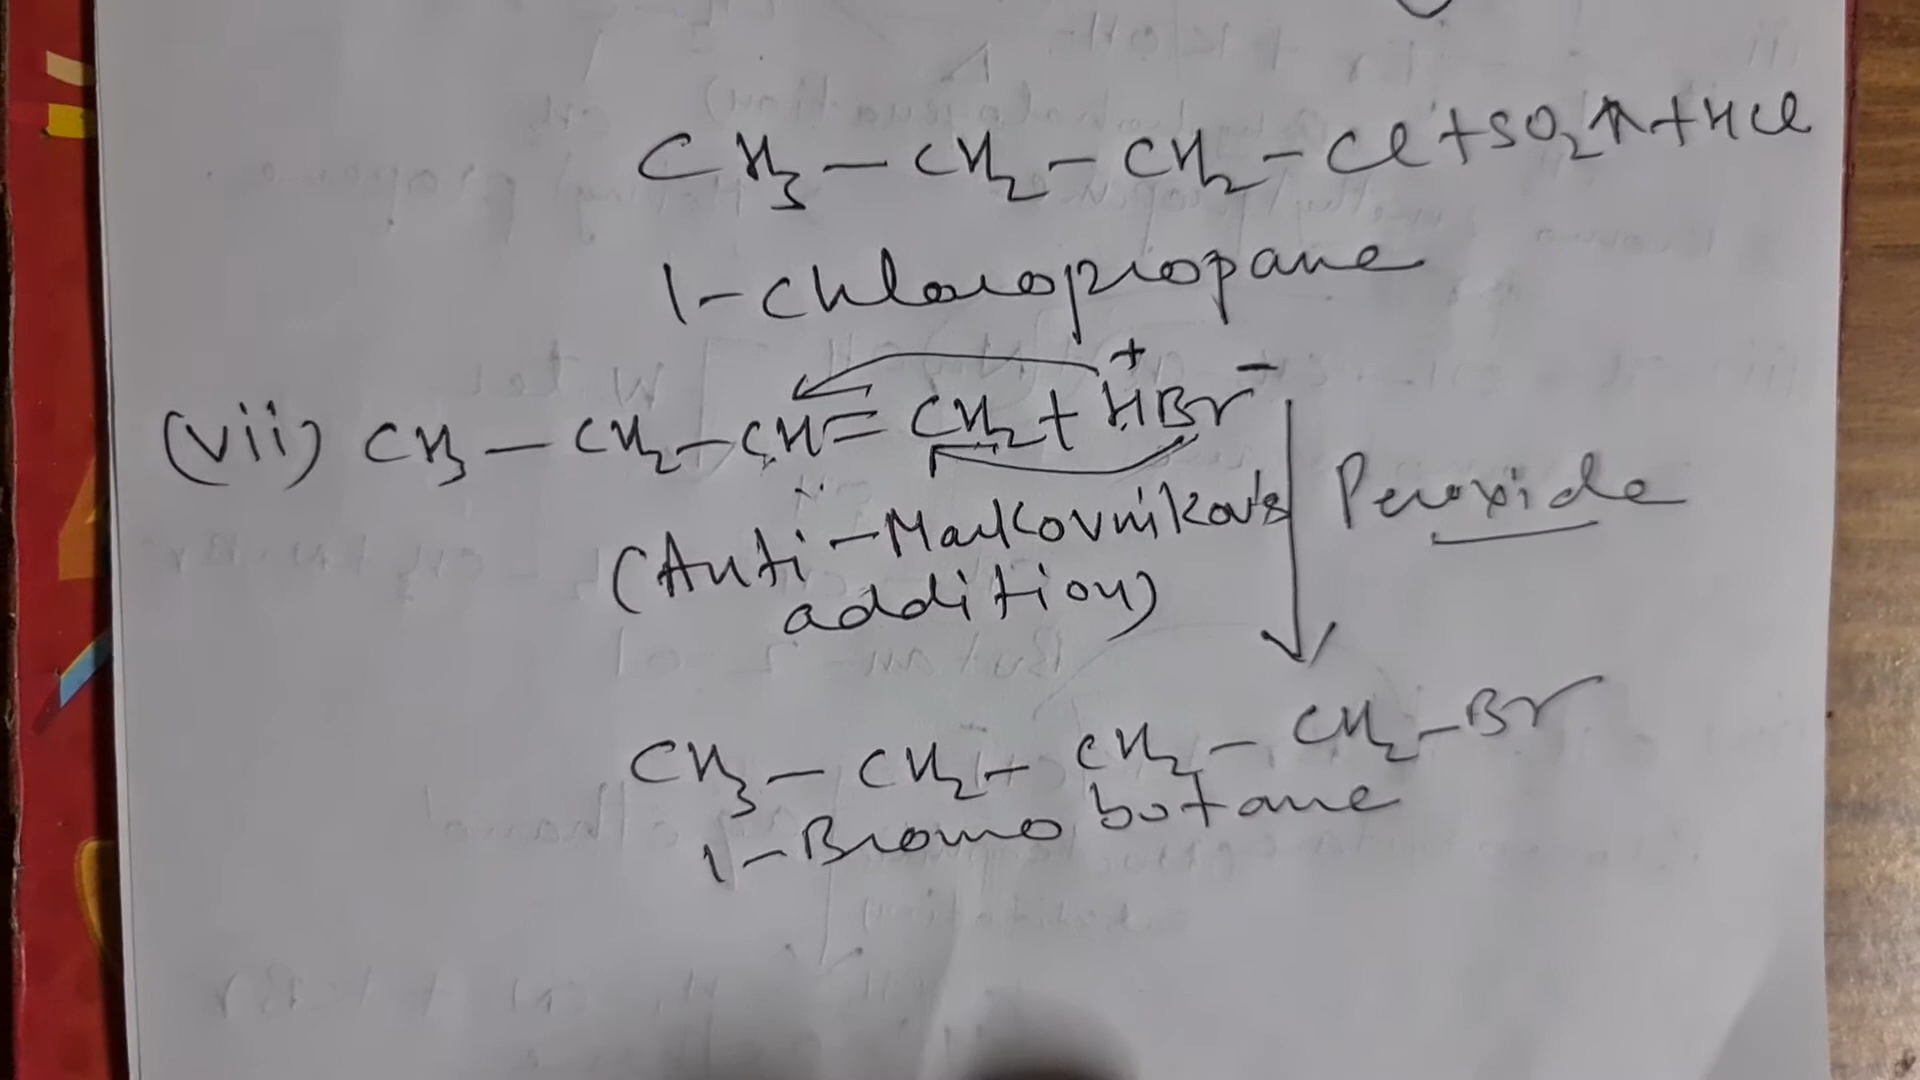 CH₃ – CH₂ – CH₂ – Cl + SO₂↑ + HCl
1-chloropropane
(vii) CH₃ – CH₂ – CH = CH₂ + H⁺Br⁻
Peroxide
(Anti-Markovnikov's
addition)
CH₃ – CH₂ – CH₂ – CH₂ – Br
1-Bromo butane